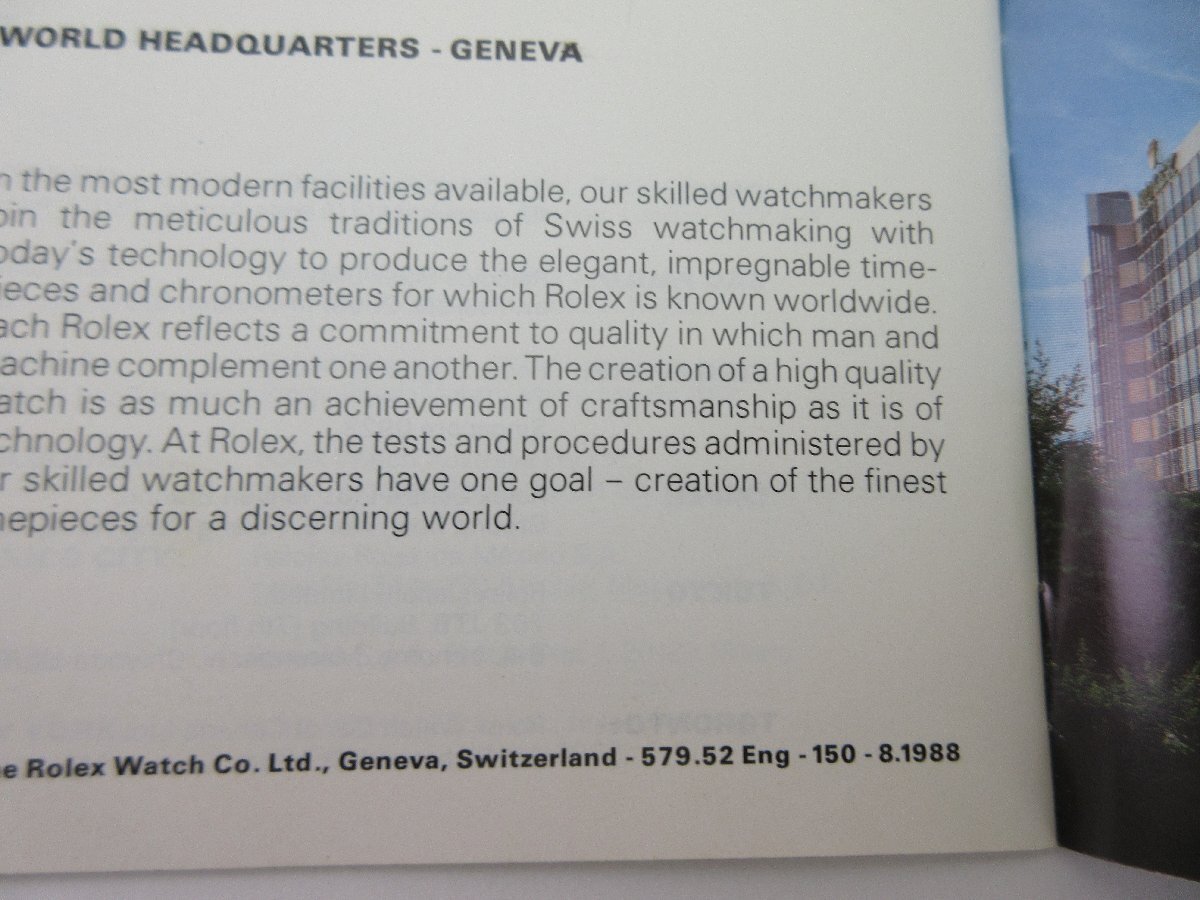 WORLD HEADQUARTERS - GENEVA
n the most modern facilities available, our skilled watchmakers
oin the meticulous traditions of Swiss watchmaking with
oday's technology to produce the elegant, impregnable time-
ieces and chronometers for which Rolex is known worldwide.
ach Rolex reflects a commitment to quality in which man and
achine complement one another. The creation of a high quality
atch is as much an achievement of craftsmanship as it is of
chnology. At Rolex, the tests and procedures administered by
r skilled watchmakers have one goal – creation of the finest
nepieces for a discerning world.
e Rolex Watch Co. Ltd., Geneva, Switzerland - 579.52 Eng - 150 - 8.1988